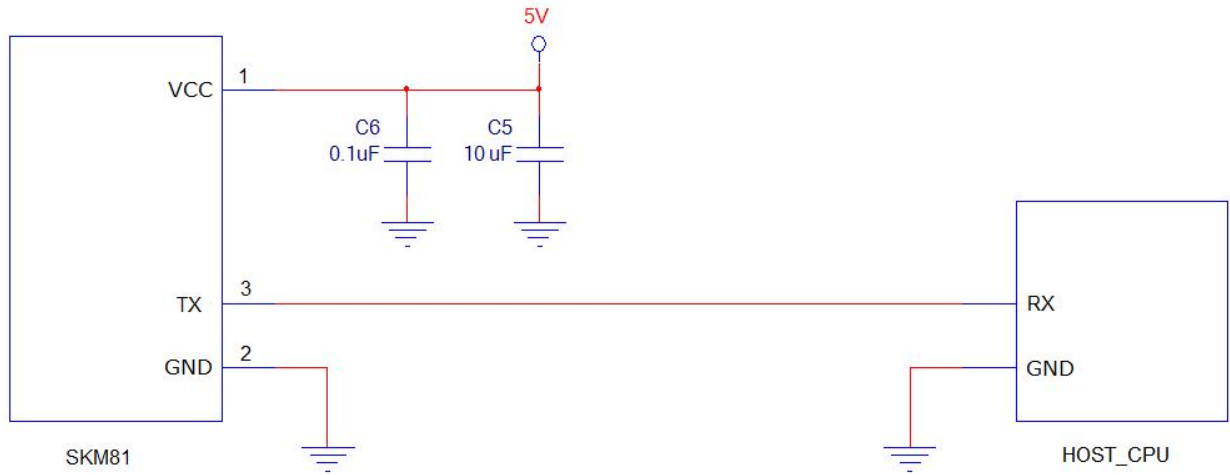 5V
VCC 1
C6
0.1uF
C5
10 uF
TX 3
RX
GND 2
GND
SKM81
HOST_CPU